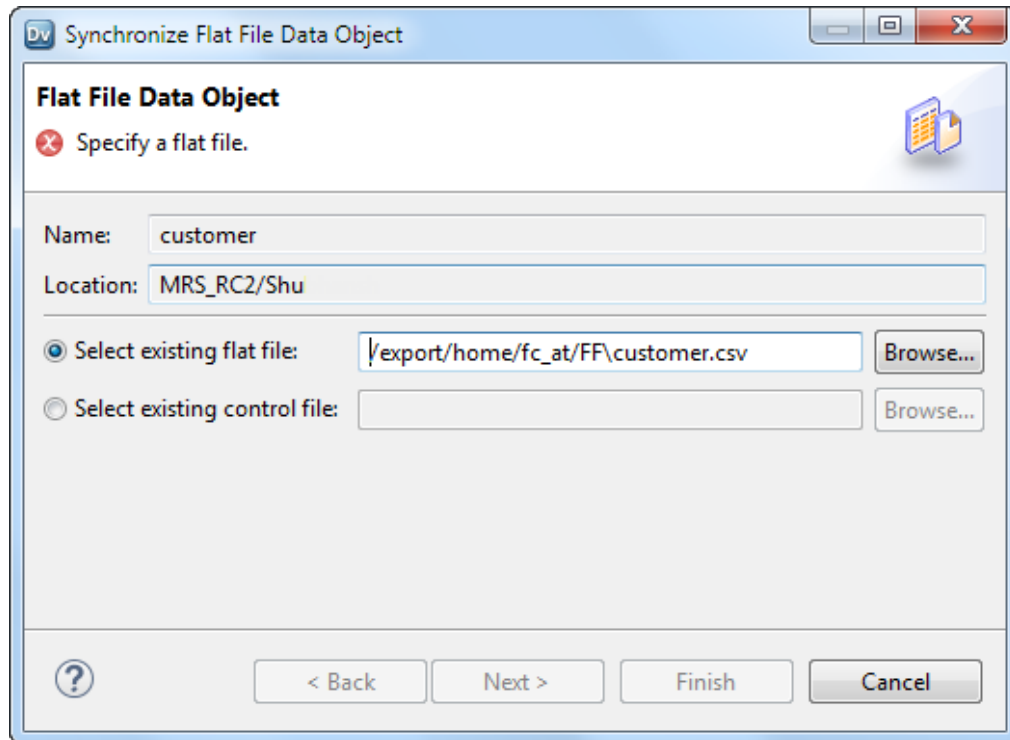 Dv Synchronize Flat File Data Object
Flat File Data Object
Specify a flat file.
Name: customer
Location: MRS_RC2/Shu
Select existing flat file: /export/home/fc_at/FF\customer.csv Browse...
Select existing control file: Browse...
? < Back Next > Finish Cancel